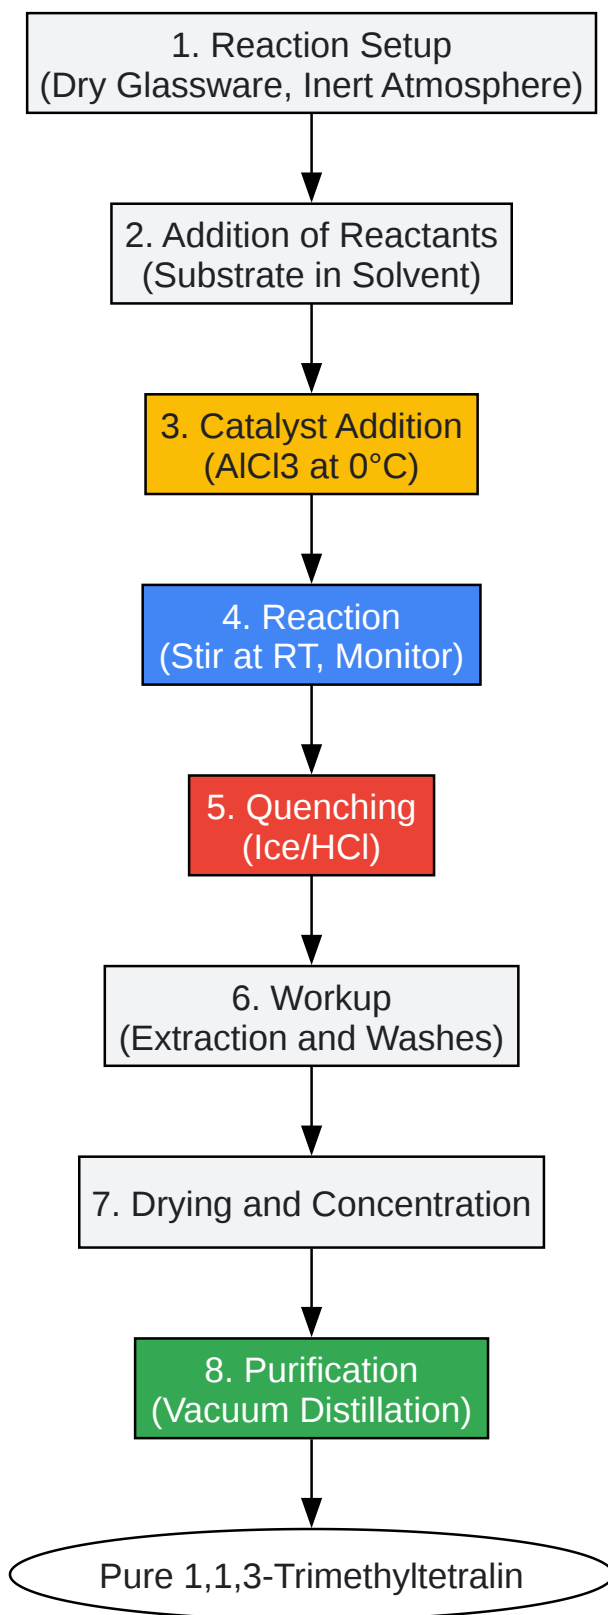 1. Reaction Setup
(Dry Glassware, Inert Atmosphere)
2. Addition of Reactants
(Substrate in Solvent)
3. Catalyst Addition
(AlCl3 at 0°C)
4. Reaction
(Stir at RT, Monitor)
5. Quenching
(Ice/HCl)
6. Workup
(Extraction and Washes)
7. Drying and Concentration
8. Purification
(Vacuum Distillation)
Pure 1,1,3-Trimethyltetralin